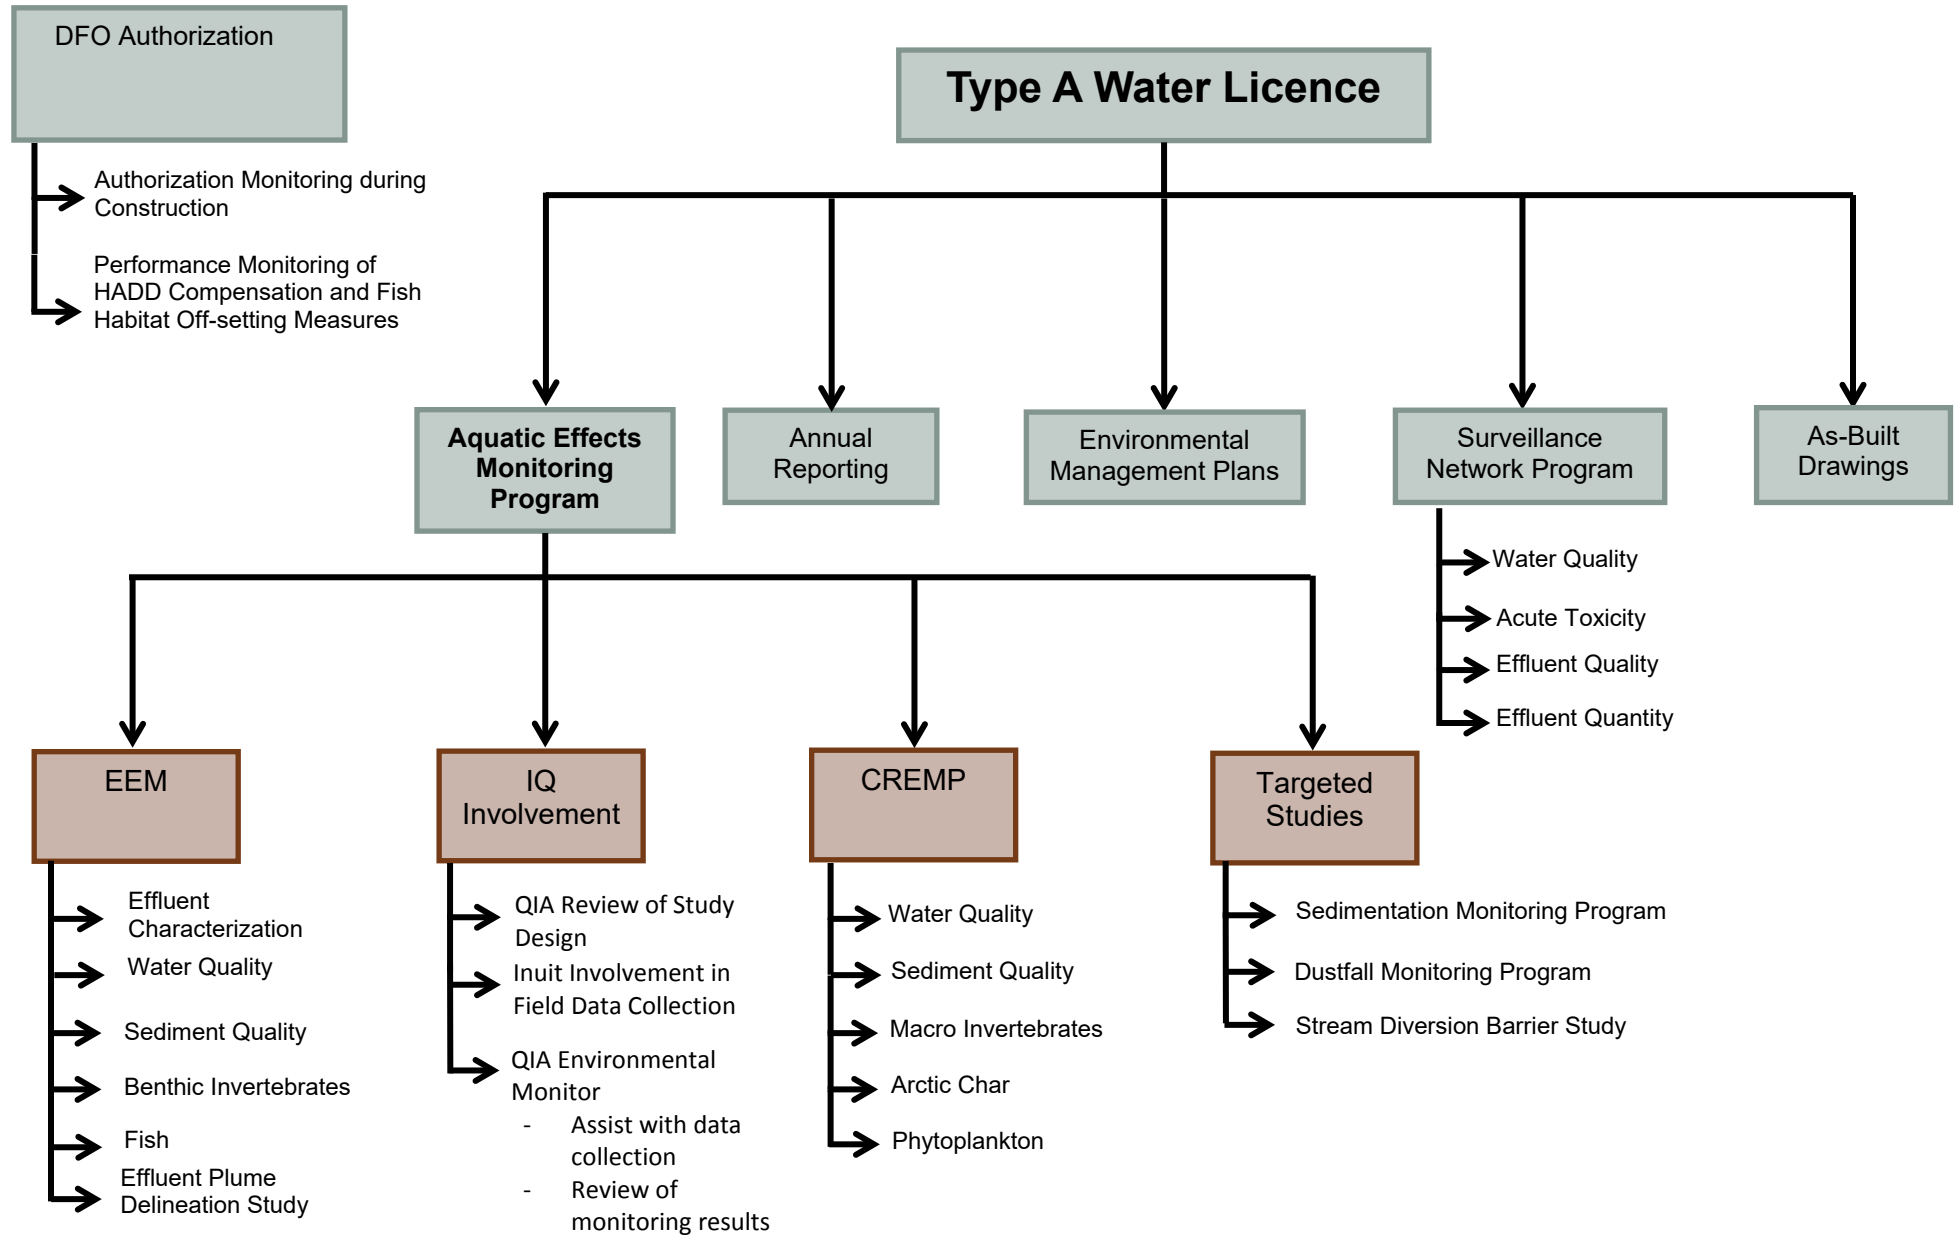 DFO Authorization
Authorization Monitoring during
Construction
Performance Monitoring of
HADD Compensation and Fish
Habitat Off-setting Measures
Type A Water Licence
Aquatic Effects
Monitoring
Program
Annual
Reporting
Environmental
Management Plans
Surveillance
Network Program
As-Built
Drawings
Water Quality
Acute Toxicity
Effluent Quality
Effluent Quantity
EEM
Effluent
Characterization
Water Quality
Sediment Quality
Benthic Invertebrates
Fish
Effluent Plume
Delineation Study
IQ
Involvement
QIA Review of Study
Design
Inuit Involvement in
Field Data Collection
QIA Environmental
Monitor
- Assist with data
collection
- Review of
monitoring results
CREMP
Water Quality
Sediment Quality
Macro Invertebrates
Arctic Char
Phytoplankton
Targeted
Studies
Sedimentation Monitoring Program
Dustfall Monitoring Program
Stream Diversion Barrier Study